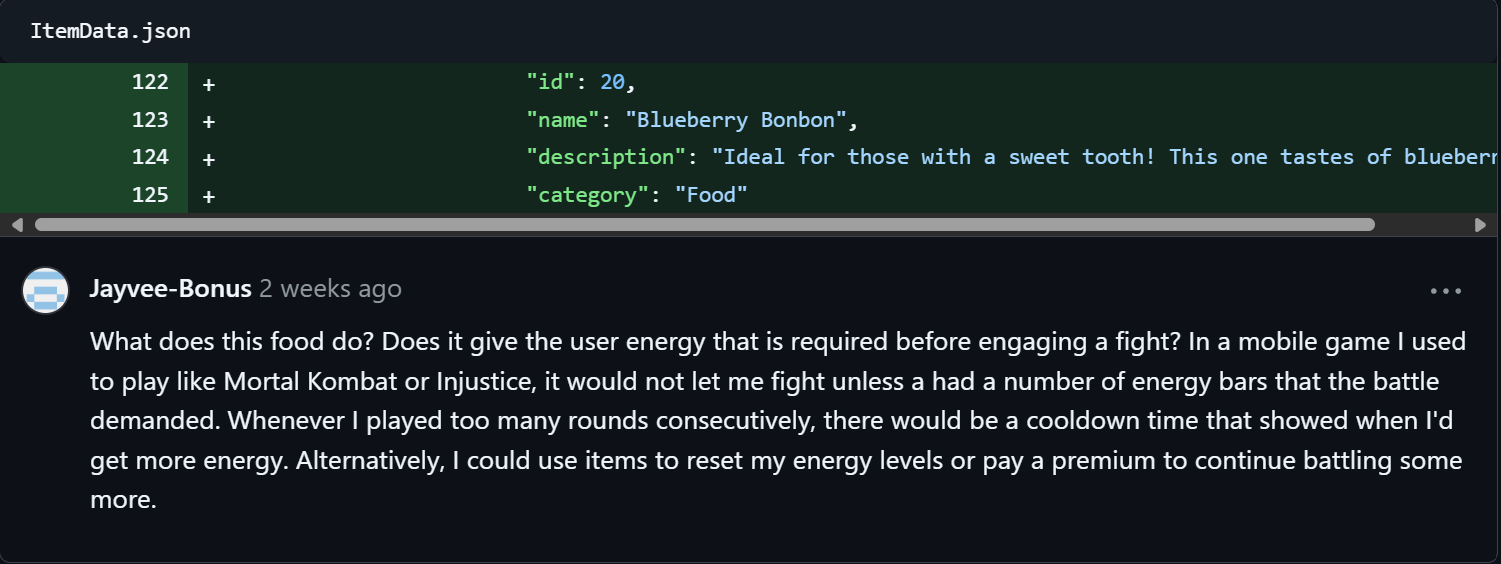 ItemData.json
122 + "id": 20,
123 + "name": "Blueberry Bonbon",
124 + "description": "Ideal for those with a sweet tooth! This one tastes of blueberr
125 + "category": "Food"
Jayvee-Bonus 2 weeks ago
What does this food do? Does it give the user energy that is required before engaging a fight? In a mobile game I used
to play like Mortal Kombat or Injustice, it would not let me fight unless a had a number of energy bars that the battle
demanded. Whenever I played too many rounds consecutively, there would be a cooldown time that showed when I'd
get more energy. Alternatively, I could use items to reset my energy levels or pay a premium to continue battling some
more.